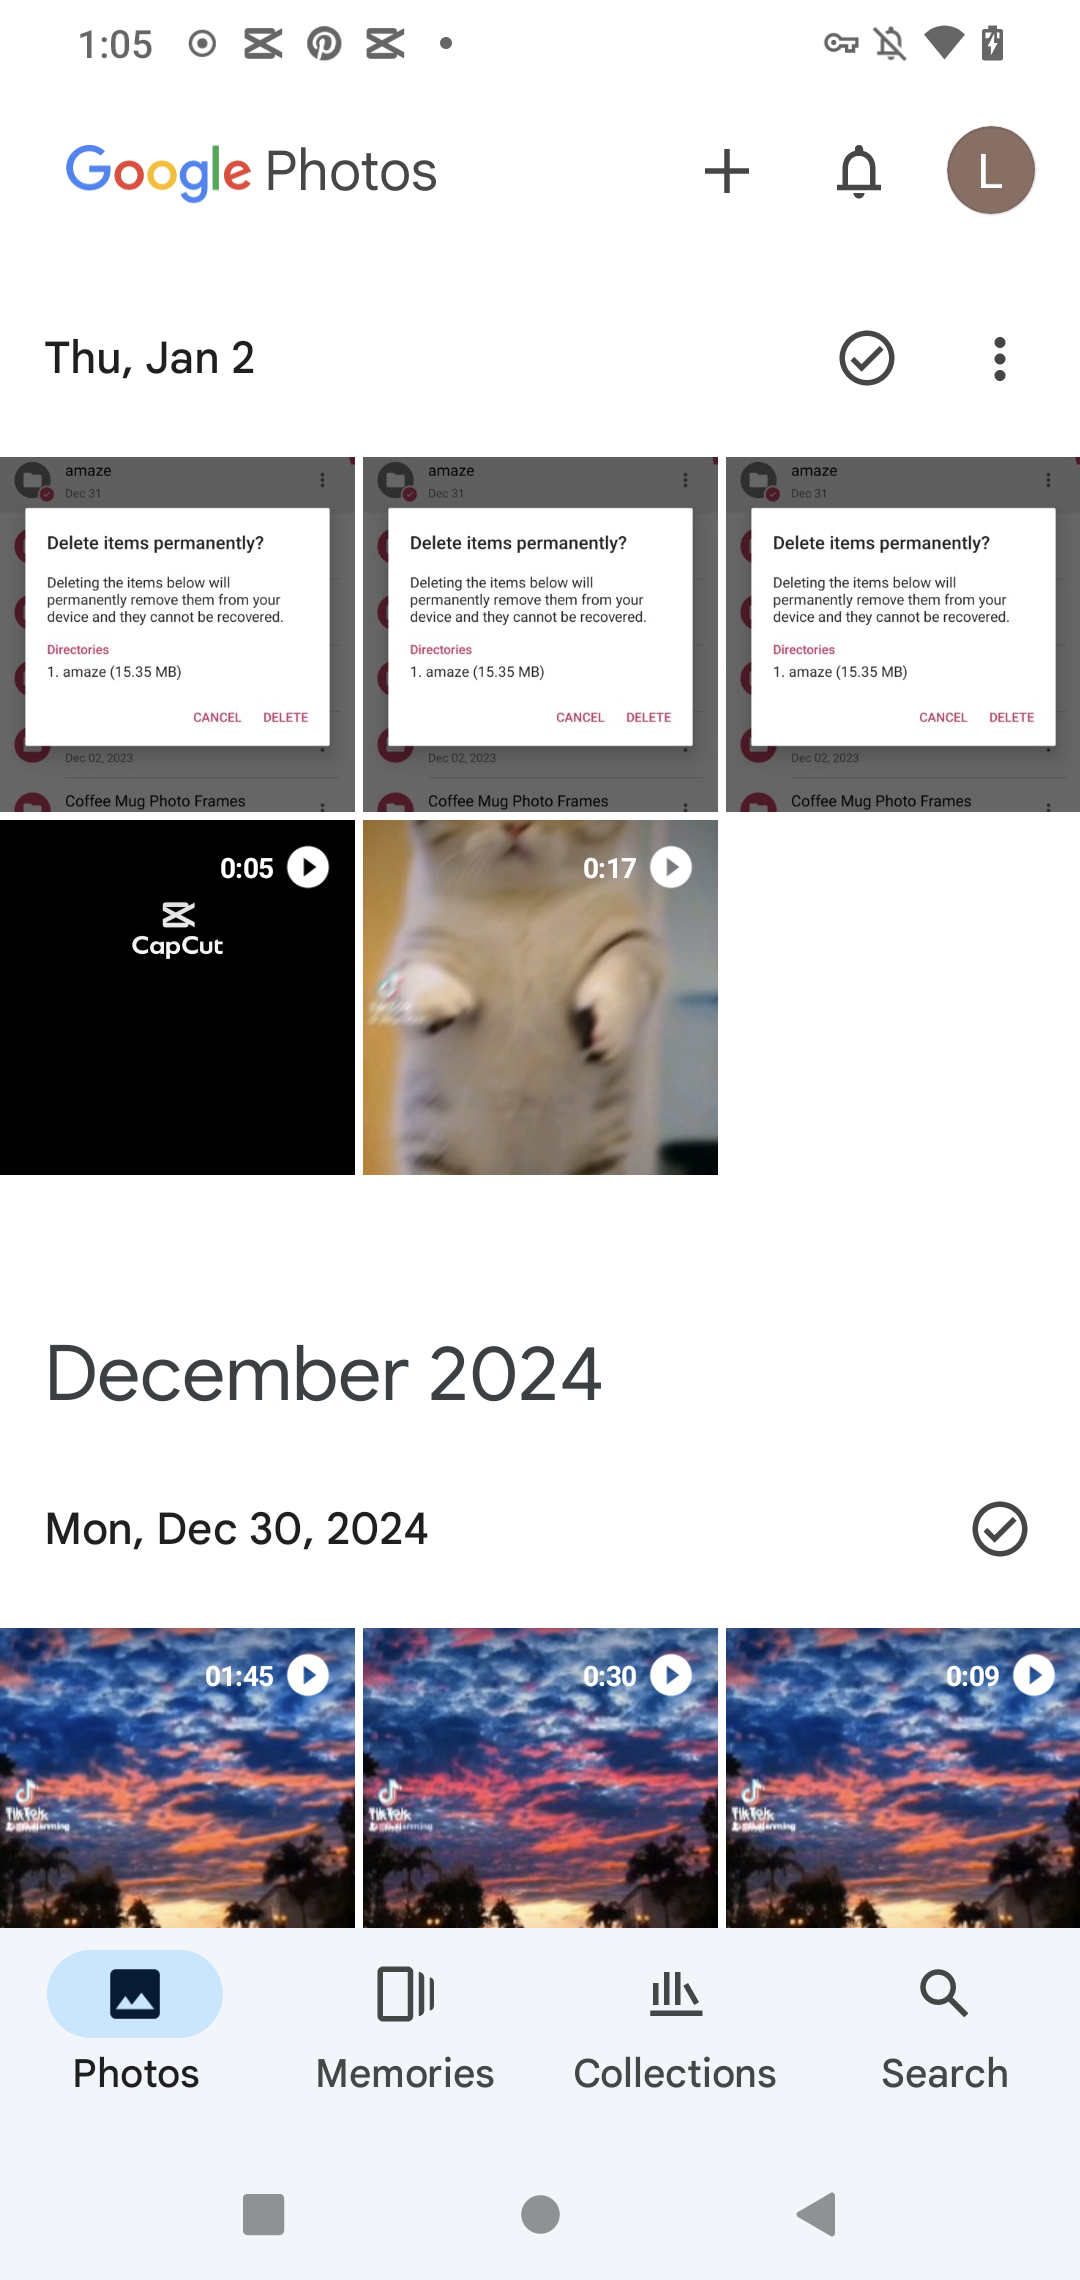 1:05
Google Photos
L
Thu, Jan 2
amaze
Dec 31
Delete items permanently?
Deleting the items below will
permanently remove them from your
device and they cannot be recovered.
Directories
1. amaze (15.35 MB)
CANCEL DELETE
Dec 02, 2023
Coffee Mug Photo Frames
amaze
Dec 31
Delete items permanently?
Deleting the items below will
permanently remove them from your
device and they cannot be recovered.
Directories
1. amaze (15.35 MB)
CANCEL DELETE
Dec 02, 2023
Coffee Mug Photo Frames
amaze
Dec 31
Delete items permanently?
Deleting the items below will
permanently remove them from your
device and they cannot be recovered.
Directories
1. amaze (15.35 MB)
CANCEL DELETE
Dec 02, 2023
Coffee Mug Photo Frames
0:05
CapCut
0:17
December 2024
Mon, Dec 30, 2024
01:45
TikTok
0:30
TikTok
0:09
TikTok
Photos
Memories
Collections
Search